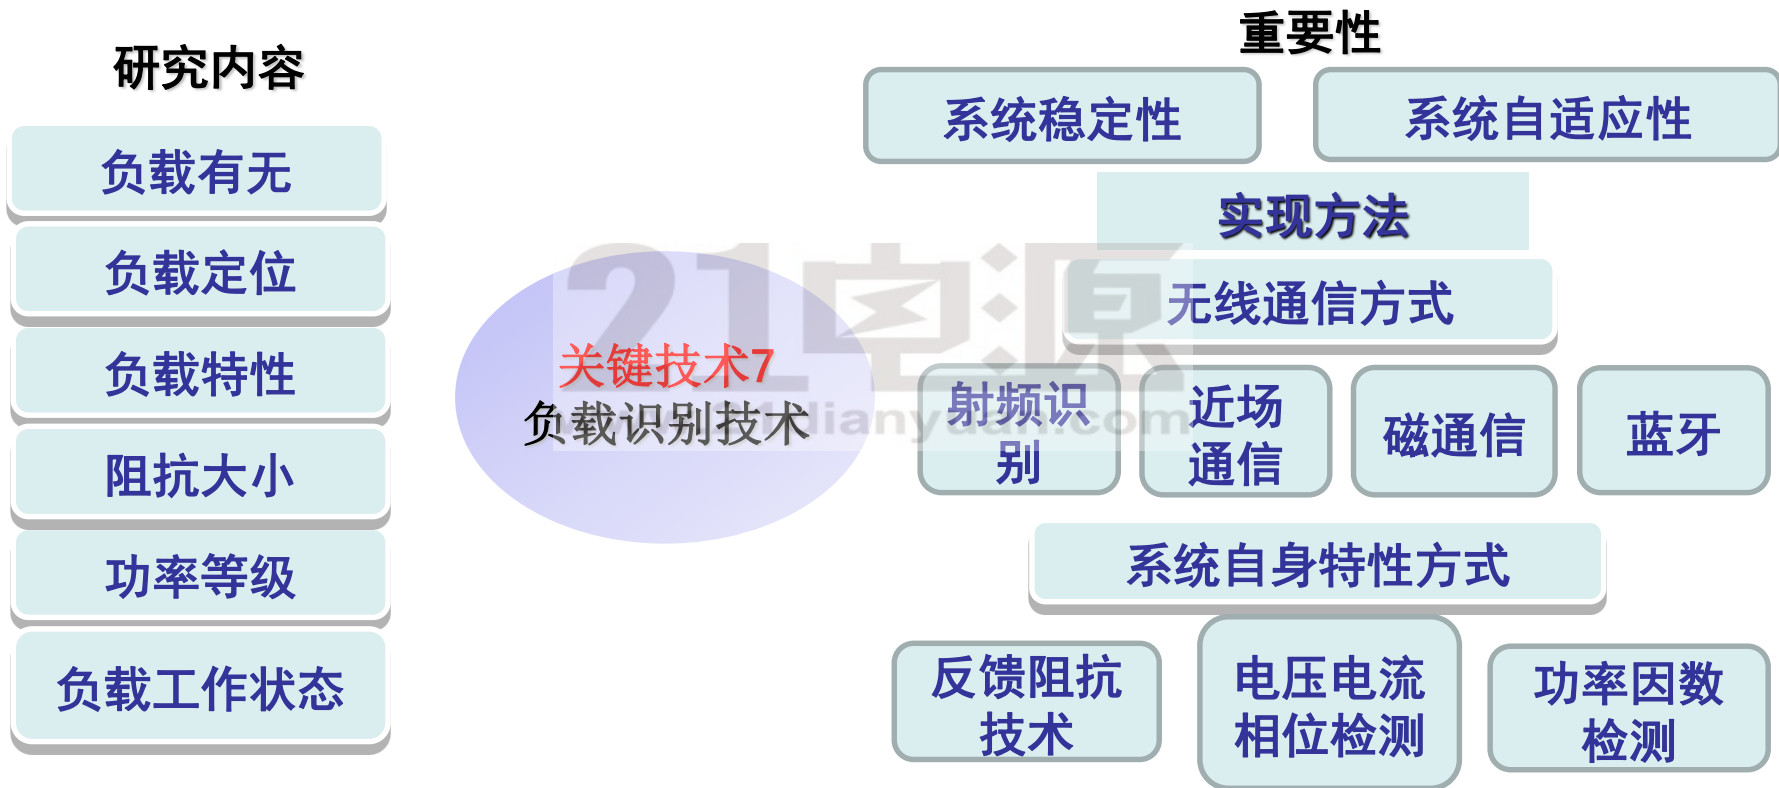 研究内容
负载有无
负载定位
负载特性
阻抗大小
功率等级
负载工作状态
关键技术7
负载识别技术
重要性
系统稳定性
系统自适应性
实现方法
无线通信方式
射频识
别
近场
通信
磁通信
蓝牙
系统自身特性方式
反馈阻抗
技术
电压电流
相位检测
功率因数
检测
21电源
www.21dianyuan.com